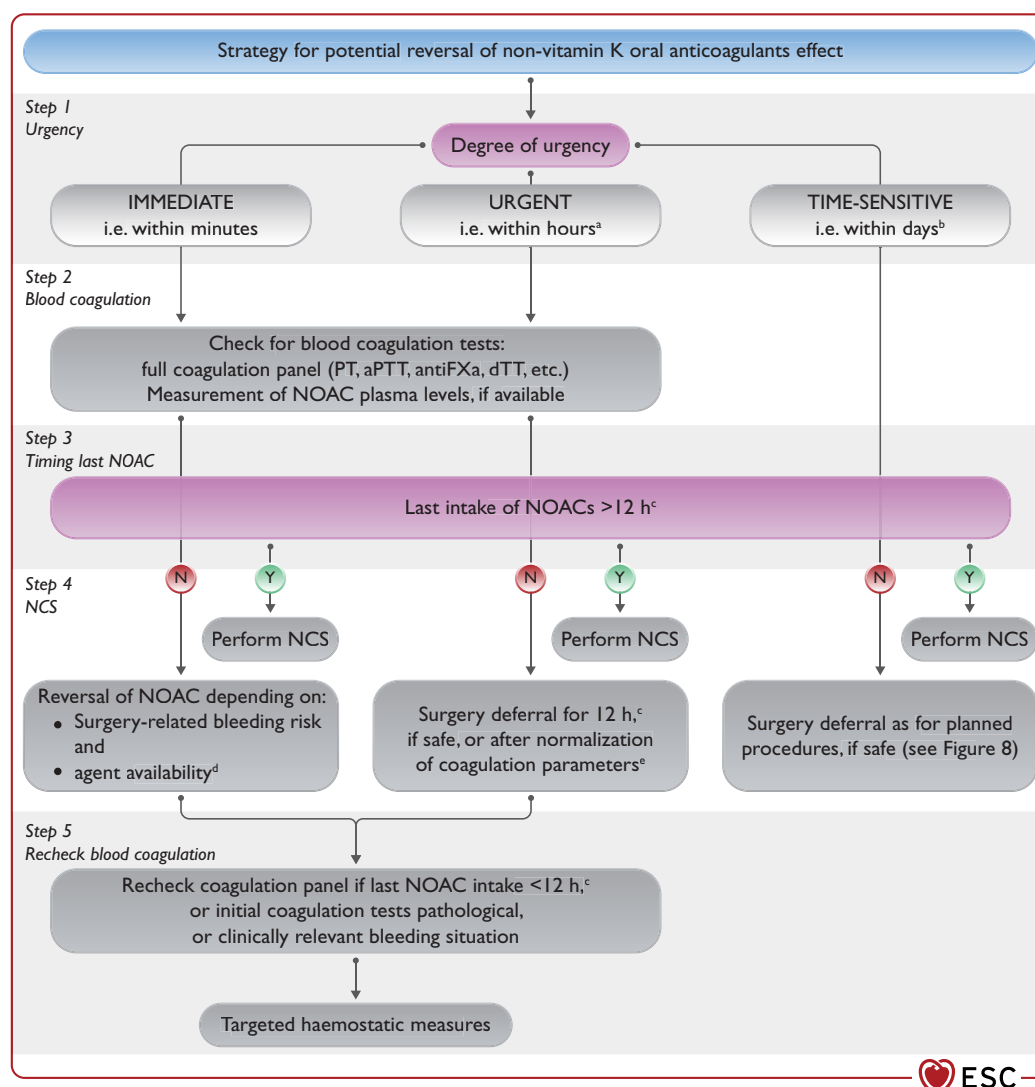 Strategy for potential reversal of non-vitamin K oral anticoagulants effect
Step 1
Urgency
Degree of urgency
IMMEDIATE
i.e. within minutes
URGENT
i.e. within hoursᵃ
TIME-SENSITIVE
i.e. within daysᵇ
Step 2
Blood coagulation
Check for blood coagulation tests:
full coagulation panel (PT, aPTT, antiFXa, dTT, etc.)
Measurement of NOAC plasma levels, if available
Step 3
Timing last NOAC
Last intake of NOACs >12 hᶜ
N
Y
N
Y
N
Y
Step 4
NCS
Perform NCS
Perform NCS
Perform NCS
Reversal of NOAC depending on:
• Surgery-related bleeding risk
and
• agent availabilityᵈ
Surgery deferral for 12 h,ᶜ
if safe, or after normalization
of coagulation parametersᵉ
Surgery deferral as for planned
procedures, if safe (see Figure 8)
Step 5
Recheck blood coagulation
Recheck coagulation panel if last NOAC intake <12 h,ᶜ
or initial coagulation tests pathological,
or clinically relevant bleeding situation
Targeted haemostatic measures
ESC